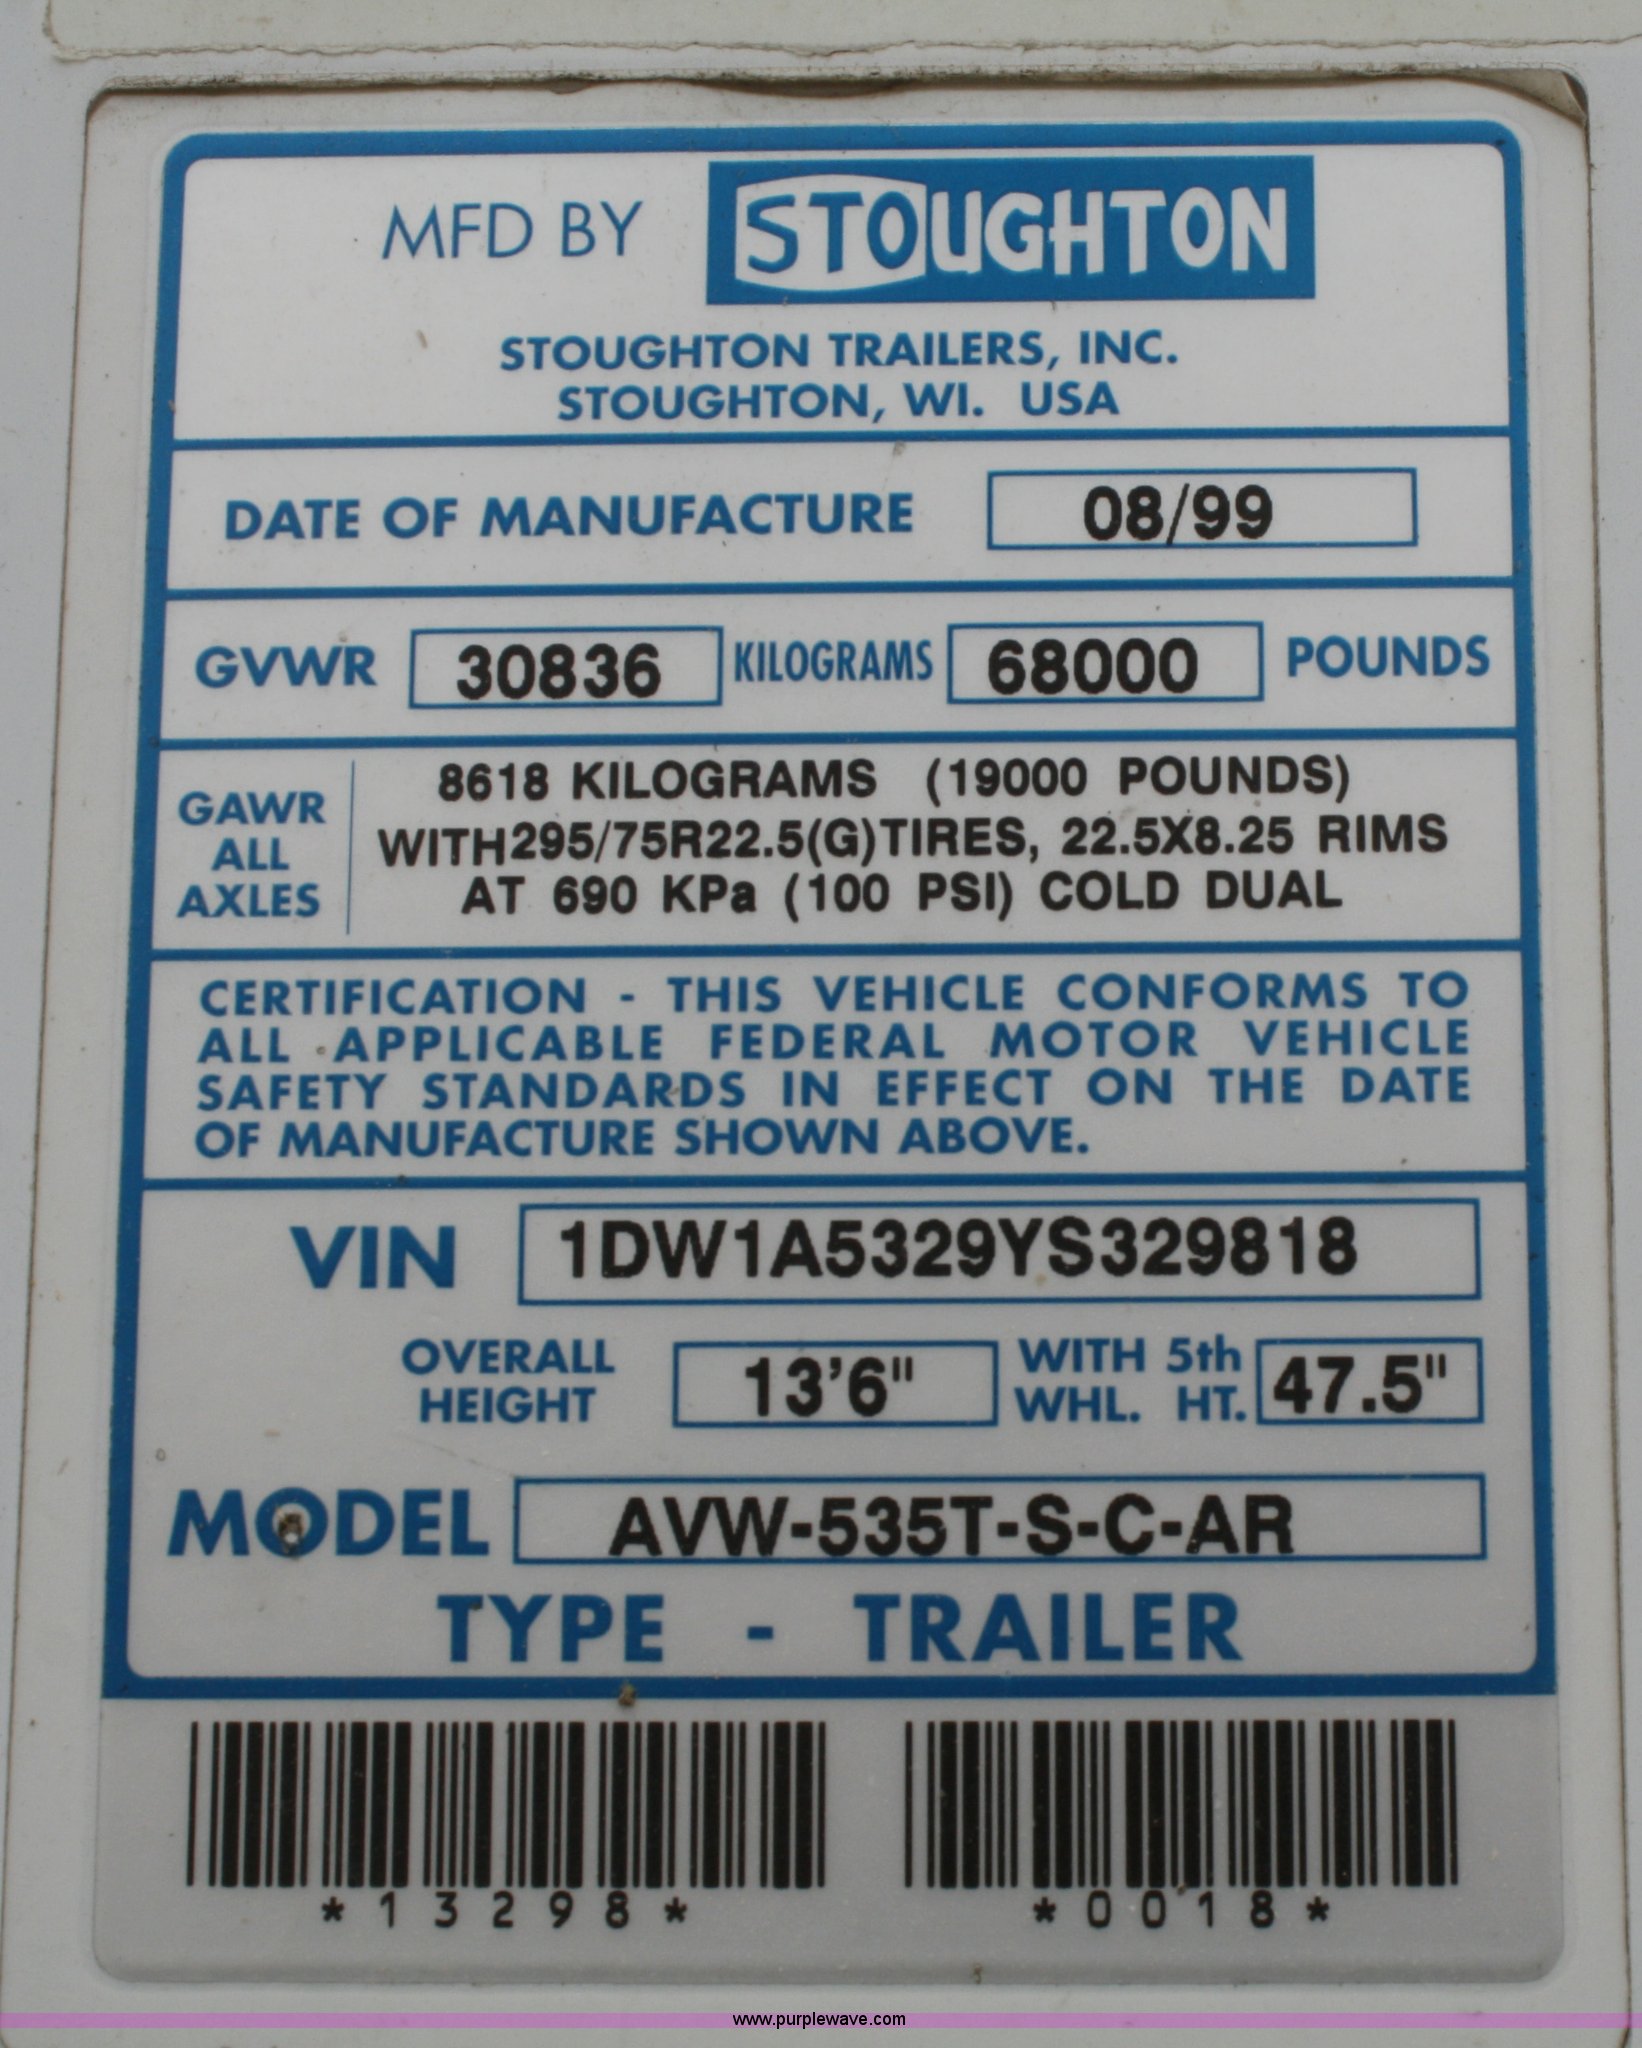 MFD BY STOUGHTON
STOUGHTON TRAILERS, INC.
STOUGHTON, WI. USA
DATE OF MANUFACTURE 08/99
GVWR 30836 KILOGRAMS 68000 POUNDS
GAWR
ALL
AXLES
8618 KILOGRAMS (19000 POUNDS)
WITH295/75R22.5(G)TIRES, 22.5X8.25 RIMS
AT 690 KPa (100 PSI) COLD DUAL
CERTIFICATION - THIS VEHICLE CONFORMS TO
ALL APPLICABLE FEDERAL MOTOR VEHICLE
SAFETY STANDARDS IN EFFECT ON THE DATE
OF MANUFACTURE SHOWN ABOVE.
VIN 1DW1A5329YS329818
OVERALL
HEIGHT
13'6"
WITH 5th
WHL. HT.
47.5"
MODEL AVW-535T-S-C-AR
TYPE - TRAILER
*13298* *0018*
www.purplewave.com